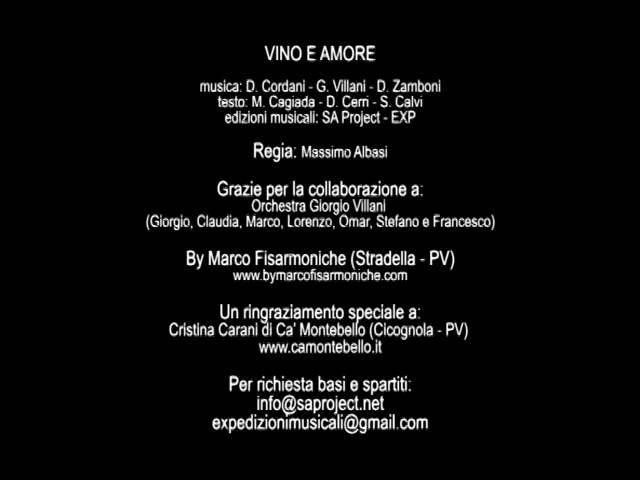 VINO E AMORE
musica: D. Cordani - G. Villani - D. Zamboni
testo: M. Cagiada - D. Cerri - S. Calvi
edizioni musicali: SA Project - EXP
Regia: Massimo Albasi
Grazie per la collaborazione a:
Orchestra Giorgio Villani
(Giorgio, Claudia, Marco, Lorenzo, Omar, Stefano e Francesco)
By Marco Fisarmoniche (Stradella - PV)
www.bymarcofisarmoniche.com
Un ringraziamento speciale a:
Cristina Carani di Ca' Montebello (Cicognola - PV)
www.camontebello.it
Per richiesta basi e spartiti:
info@saproject.net
expedizionimusicali@gmail.com